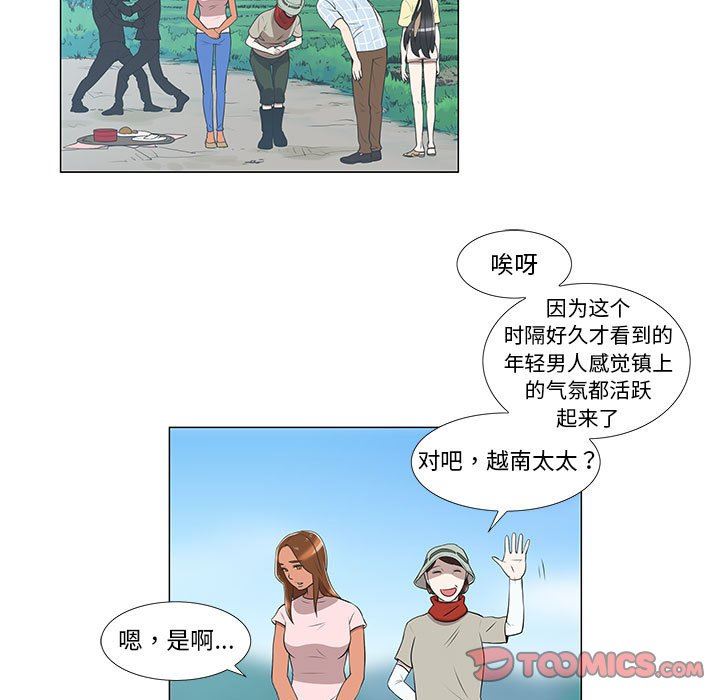 唉呀
因为这个
时隔好久才看到的
年轻男人感觉镇上
的气氛都活跃
起来了
对吧，越南太太？
嗯，是啊...
TOOMICS.COM